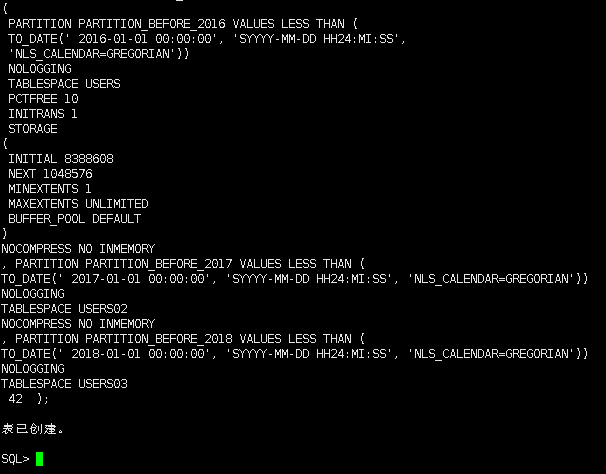 (
PARTITION PARTITION_BEFORE_2016 VALUES LESS THAN (
TO_DATE(' 2016-01-01 00:00:00', 'SYYYY-MM-DD HH24:MI:SS',
'NLS_CALENDAR=GREGORIAN'))
NOLOGGING
TABLESPACE USERS
PCTFREE 10
INITRANS 1
STORAGE
(
INITIAL 8388608
NEXT 1048576
MINEXTENTS 1
MAXEXTENTS UNLIMITED
BUFFER_POOL DEFAULT
)
NOCOMPRESS NO INMEMORY
, PARTITION PARTITION_BEFORE_2017 VALUES LESS THAN (
TO_DATE(' 2017-01-01 00:00:00', 'SYYYY-MM-DD HH24:MI:SS', 'NLS_CALENDAR=GREGORIAN'))
NOLOGGING
TABLESPACE USERS02
NOCOMPRESS NO INMEMORY
, PARTITION PARTITION_BEFORE_2018 VALUES LESS THAN (
TO_DATE(' 2018-01-01 00:00:00', 'SYYYY-MM-DD HH24:MI:SS', 'NLS_CALENDAR=GREGORIAN'))
NOLOGGING
TABLESPACE USERS03
42 );
表已创建。
SQL>